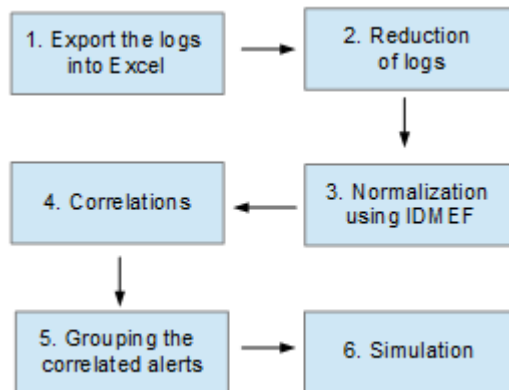 1. Export the logs
into Excel
2. Reduction
of logs
3. Normalization
using IDMEF
4. Correlations
5. Grouping the
correlated alerts
6. Simulation